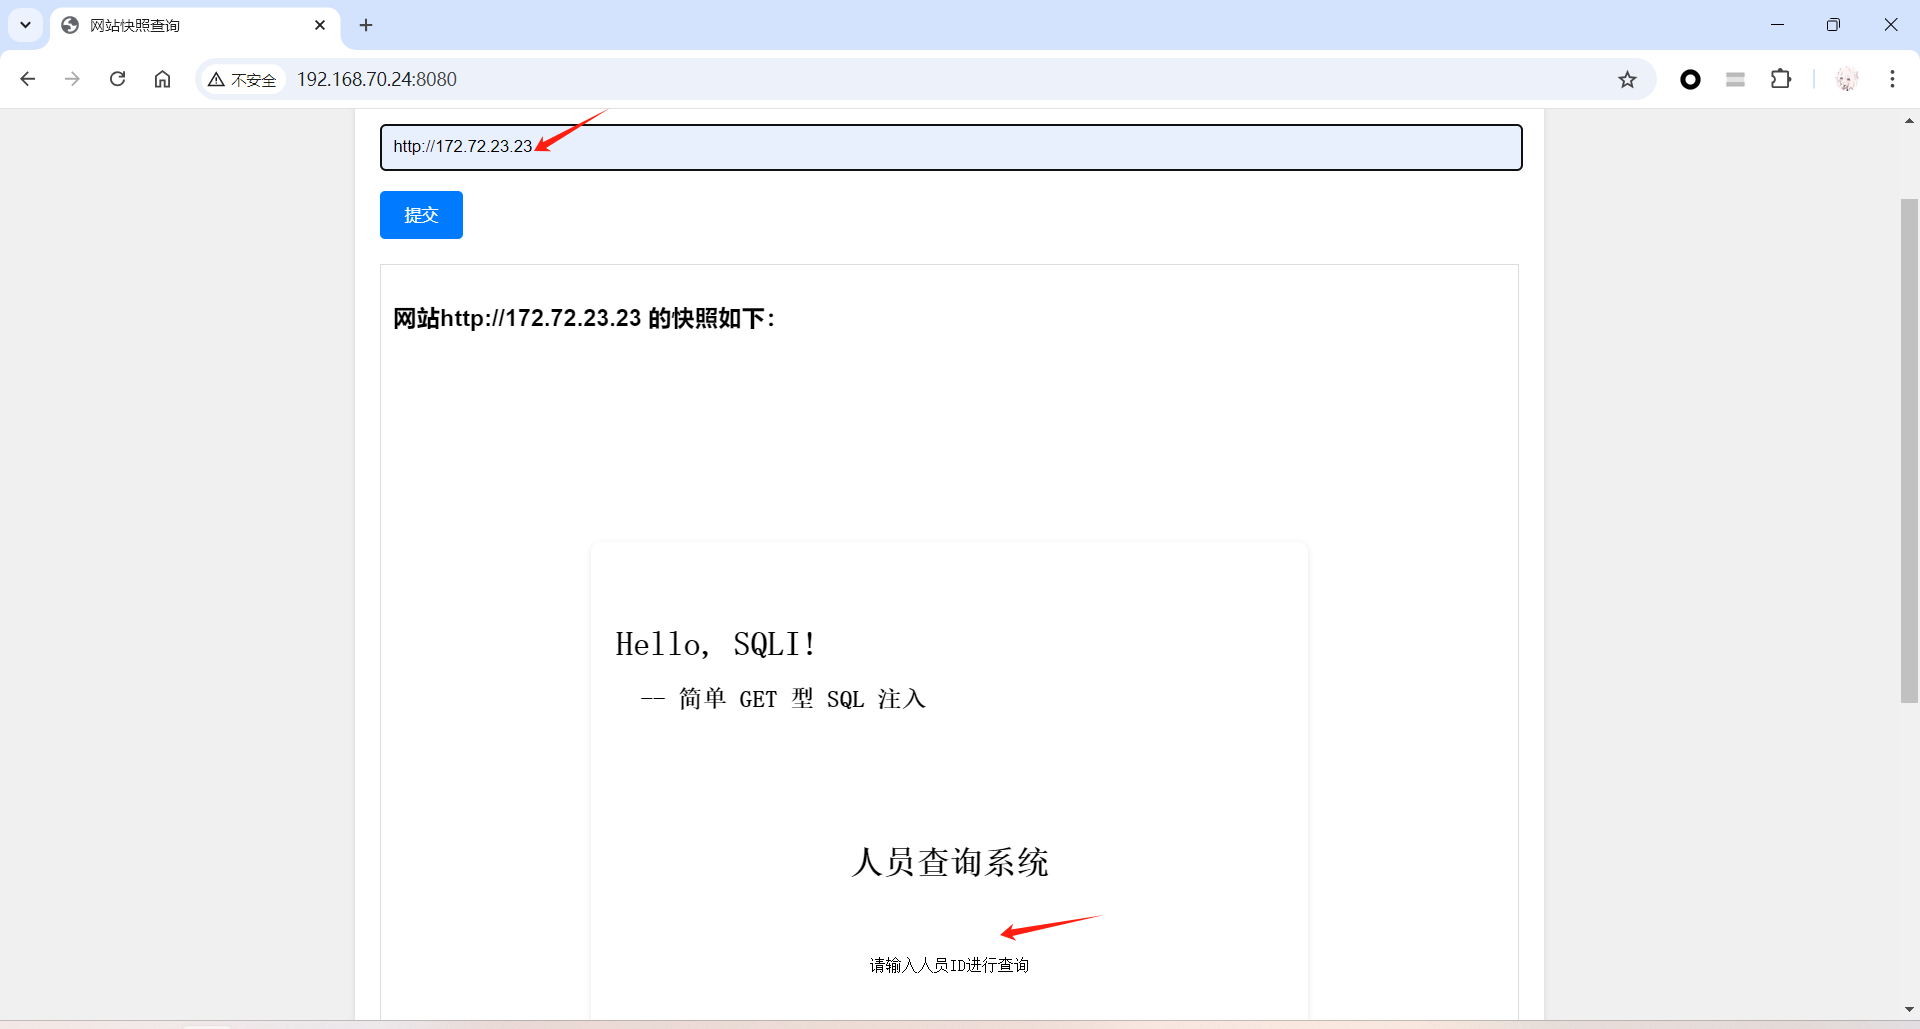 网站快照查询
不安全
192.168.70.24:8080
http://172.72.23.23
提交
网站http://172.72.23.23 的快照如下：
Hello, SQLI!
-- 简单 GET 型 SQL 注入
人员查询系统
请输入人员ID进行查询